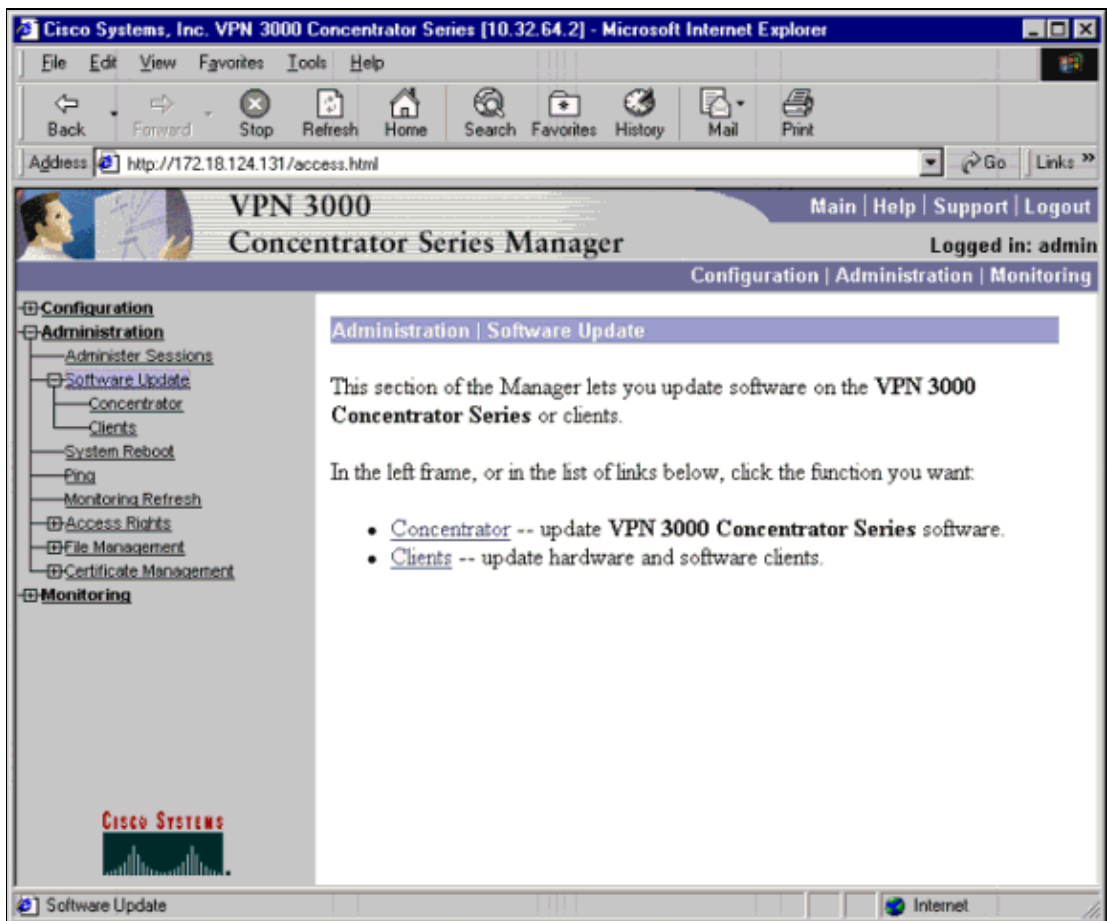 Cisco Systems, Inc. VPN 3000 Concentrator Series [10.32.64.2] - Microsoft Internet Explorer
File Edit View Favorites Tools Help
Back Forward Stop Refresh Home Search Favorites History Mail Print
Address http://172.18.124.131/access.html Go Links »
VPN 3000
Concentrator Series Manager
Main | Help | Support | Logout
Logged in: admin
Configuration | Administration | Monitoring
Configuration
Administration
Administer Sessions
Software Update
Concentrator
Clients
System Reboot
Ping
Monitoring Refresh
Access Rights
File Management
Certificate Management
Monitoring
Administration | Software Update
This section of the Manager lets you update software on the VPN 3000
Concentrator Series or clients.
In the left frame, or in the list of links below, click the function you want:
• Concentrator -- update VPN 3000 Concentrator Series software.
• Clients -- update hardware and software clients.
CISCO SYSTEMS
Software Update Internet